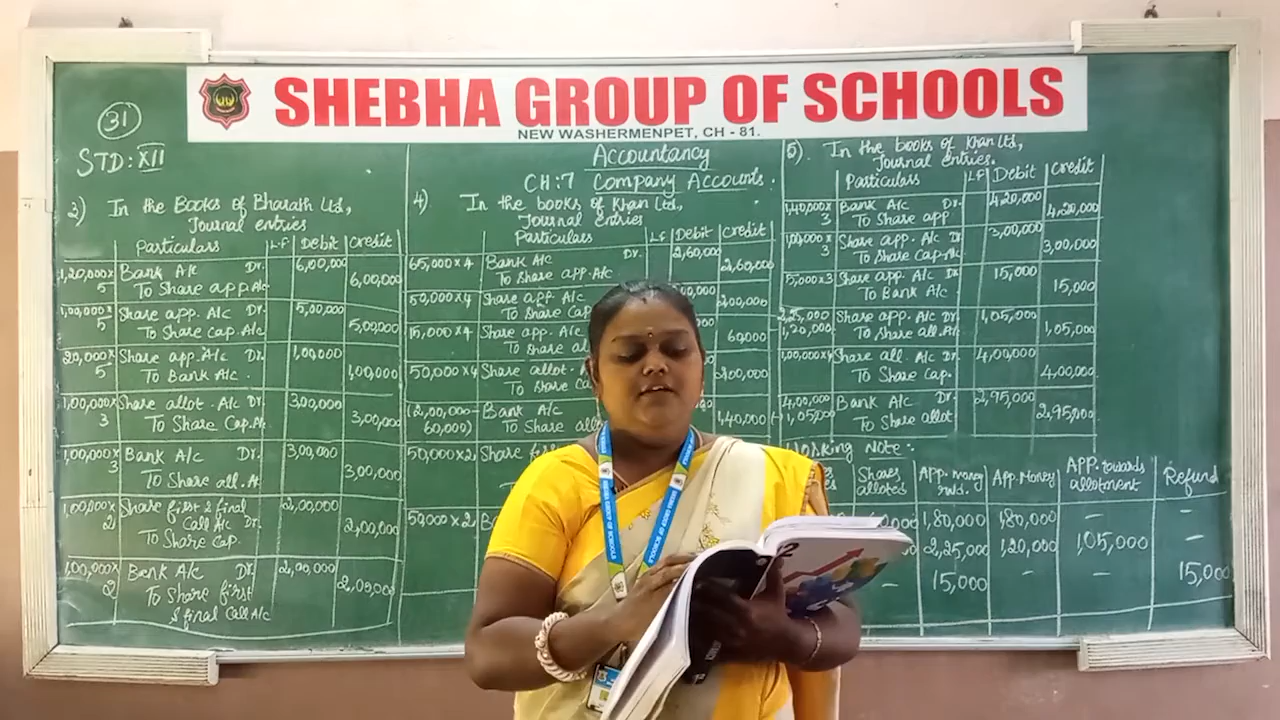 SHEBHA GROUP OF SCHOOLS
NEW WASHERMENPET, CH - 81.
31
STD: XII
Accountancy
CH:7 Company Accounts.
2) In the Books of Bharath Ltd.,
Journal entries
Particulars L.F Debit Credit
1,20,000× 5 Bank A/c Dr. 6,00,000
To Share app. A/c 6,00,000
1,00,000× 5 Share app. A/c Dr 5,00,000
To Share Cap. A/c 5,00,000
20,000× 5 Share app. A/c Dr. 1,00,000
To Bank A/c. 1,00,000
1,00,000× 3 Share allot. A/c Dr 3,00,000
To Share Cap. A/c 3,00,000
1,00,000× 3 Bank A/c Dr. 3,00,000
To Share all. A/c 3,00,000
1,00,000× 2 Share first & final 2,00,000
Call A/c Dr.
To Share Cap. 2,00,000
1,00,000× 2 Bank A/c Dr 2,00,000
To Share first 2,00,000
& final Call A/c
4) In the books of Khan Ltd.,
Journal entries
Particulars L.F Debit Credit
65,000×4 Bank A/c Dr. 2,60,000
To Share app. A/c 2,60,000
50,000×4 Share app. A/c
To Share Cap 200,000
15,000×4 Share app. A/c
To Share 60,000
50,000×4 Share allot.
To Share
(2,00,000- Bank A/c
60,000) To Share 1,40,000
50,000×2 Share
50,000×2
5). In the books of Khan Ltd.,
Journal entries.
Particulars L.F Debit Credit
1,40,000× 3 Bank A/c Dr. 4,20,000
To Share app 4,20,000
1,00,000× 3 Share app. A/c Dr 3,00,000
To Share Cap. A/c 3,00,000
5,000×3 Share app. A/c Dr 15,000
To Bank A/c 15,000
2,25,000 Share app. A/c Dr. 1,05,000
1,20,000 To Share all. A/c 1,05,000
1,00,000×4 Share all. A/c Dr. 4,00,000
To Share Cap. 4,00,000
4,00,000 Bank A/c Dr. 2,95,000
1,05,000 To Share allot 2,95,000
Working Note:
Shares allotted App. money App. Money App. towards allotment Refund
1,80,000 1,80,000 - -
2,25,000 1,20,000 1,05,000 -
- 15,000 - - 15,000